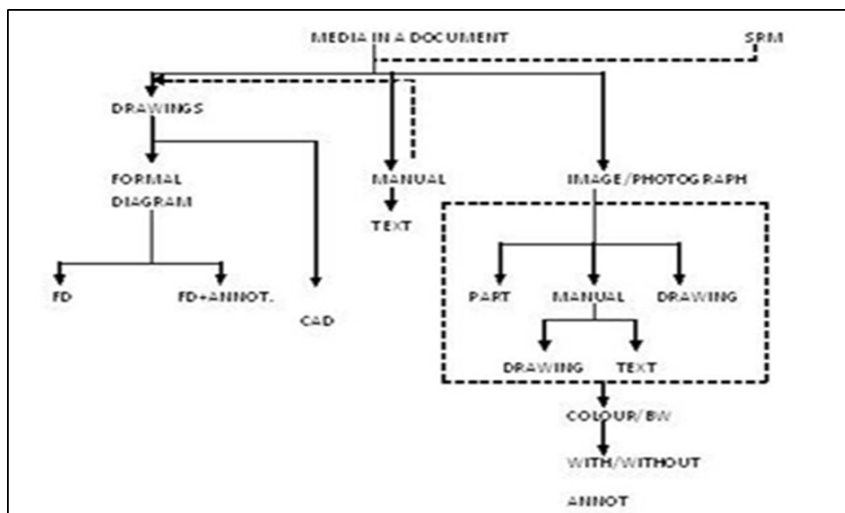 MEDIA IN A DOCUMENT
SRM
DRAWINGS
FORMAL
DIAGRAM
MANUAL
TEXT
IMAGE/PHOTOGRAPH
FD
FD+ANNOT.
CAD
PART
MANUAL
DRAWING
DRAWING
TEXT
COLOUR/BW
WITH/WITHOUT
ANNOT